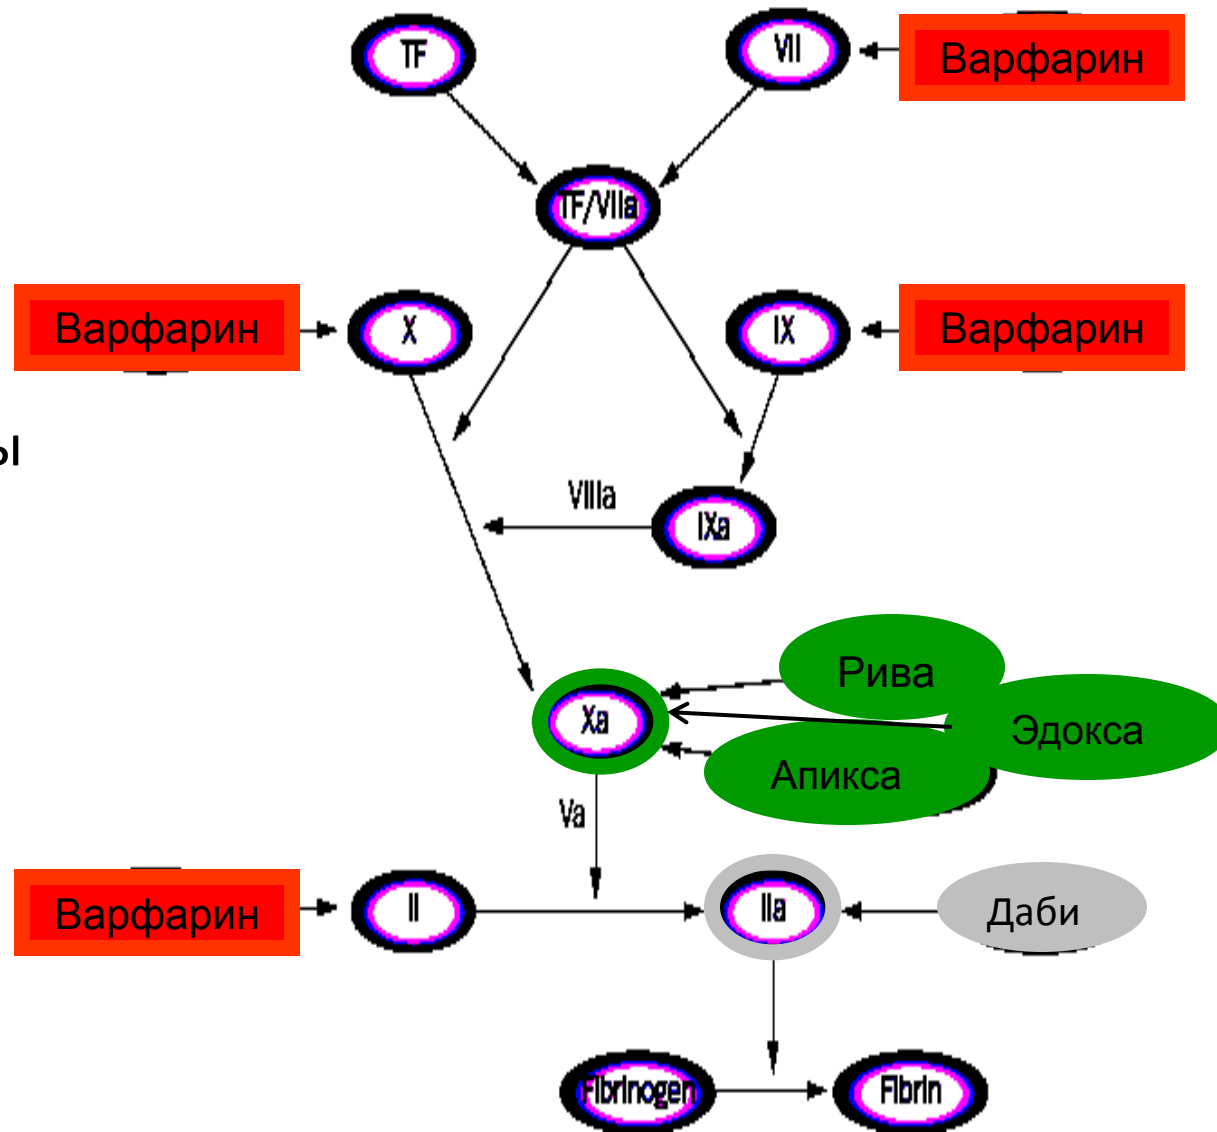 TF
VII
Варфарин
TF/VIIa
Варфарин
X
IX
Варфарин
ы
VIIIa
IXa
Рива
Xa
Эдокса
Апикса
Va
Варфарин
II
IIa
Даби
Fibrinogen
Fibrin